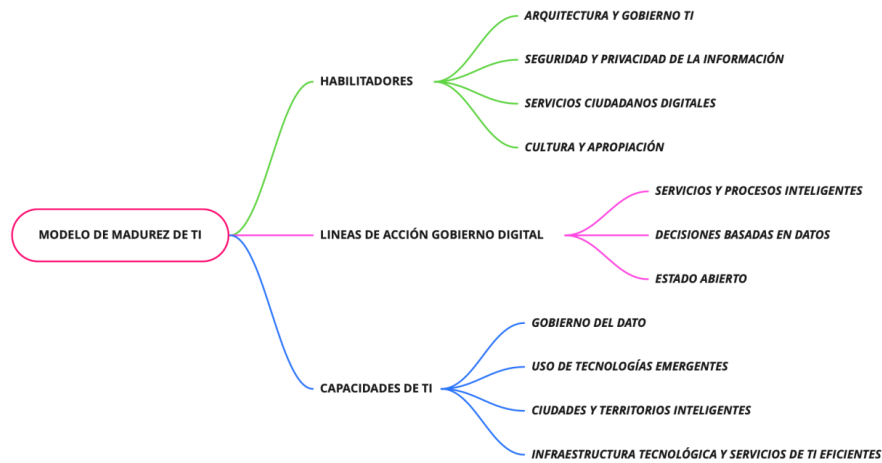 MODELO DE MADUREZ DE TI
HABILITADORES
ARQUITECTURA Y GOBIERNO TI
SEGURIDAD Y PRIVACIDAD DE LA INFORMACIÓN
SERVICIOS CIUDADANOS DIGITALES
CULTURA Y APROPIACIÓN
LINEAS DE ACCIÓN GOBIERNO DIGITAL
SERVICIOS Y PROCESOS INTELIGENTES
DECISIONES BASADAS EN DATOS
ESTADO ABIERTO
CAPACIDADES DE TI
GOBIERNO DEL DATO
USO DE TECNOLOGÍAS EMERGENTES
CIUDADES Y TERRITORIOS INTELIGENTES
INFRAESTRUCTURA TECNOLÓGICA Y SERVICIOS DE TI EFICIENTES